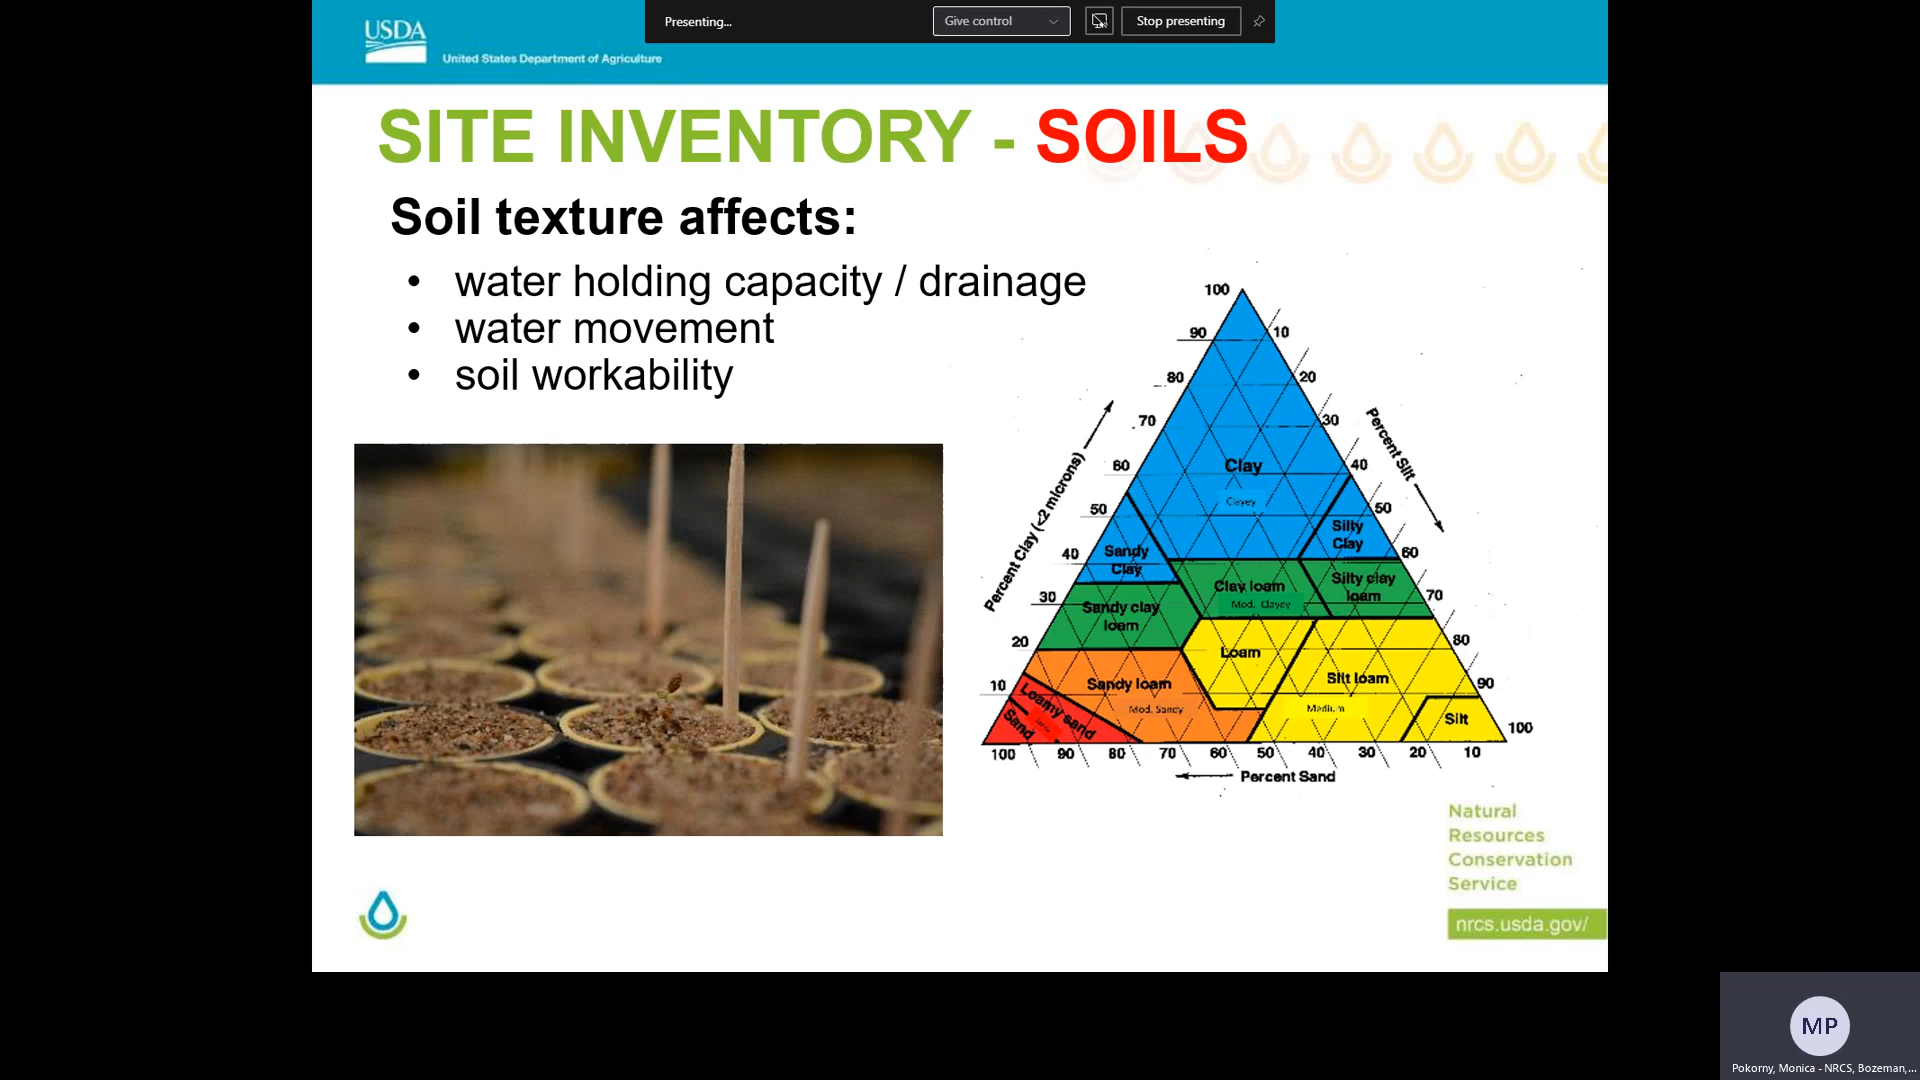 Presenting...
Give control
Stop presenting
USDA
United States Department of Agriculture
SITE INVENTORY - SOILS
Soil texture affects:
• water holding capacity / drainage
• water movement
• soil workability
100
90
10
80
20
70
30
Percent Clay (<2 microns)
Percent Silt
60
40
Clay
Clayey
50
50
Silty
Clay
40
Sandy
Clay
60
Clay loam
Mod. Clayey
Silty clay
loam
30
70
Sandy clay
loam
20
80
Loam
10
Sandy loam
Mod. Sandy
Silt loam
Medium
90
Loamy sand
Sand
Silt
100
100
90
80
70
60
50
40
30
20
10
Percent Sand
Natural
Resources
Conservation
Service
nrcs.usda.gov/
MP
Pokorny, Monica - NRCS, Bozeman,...